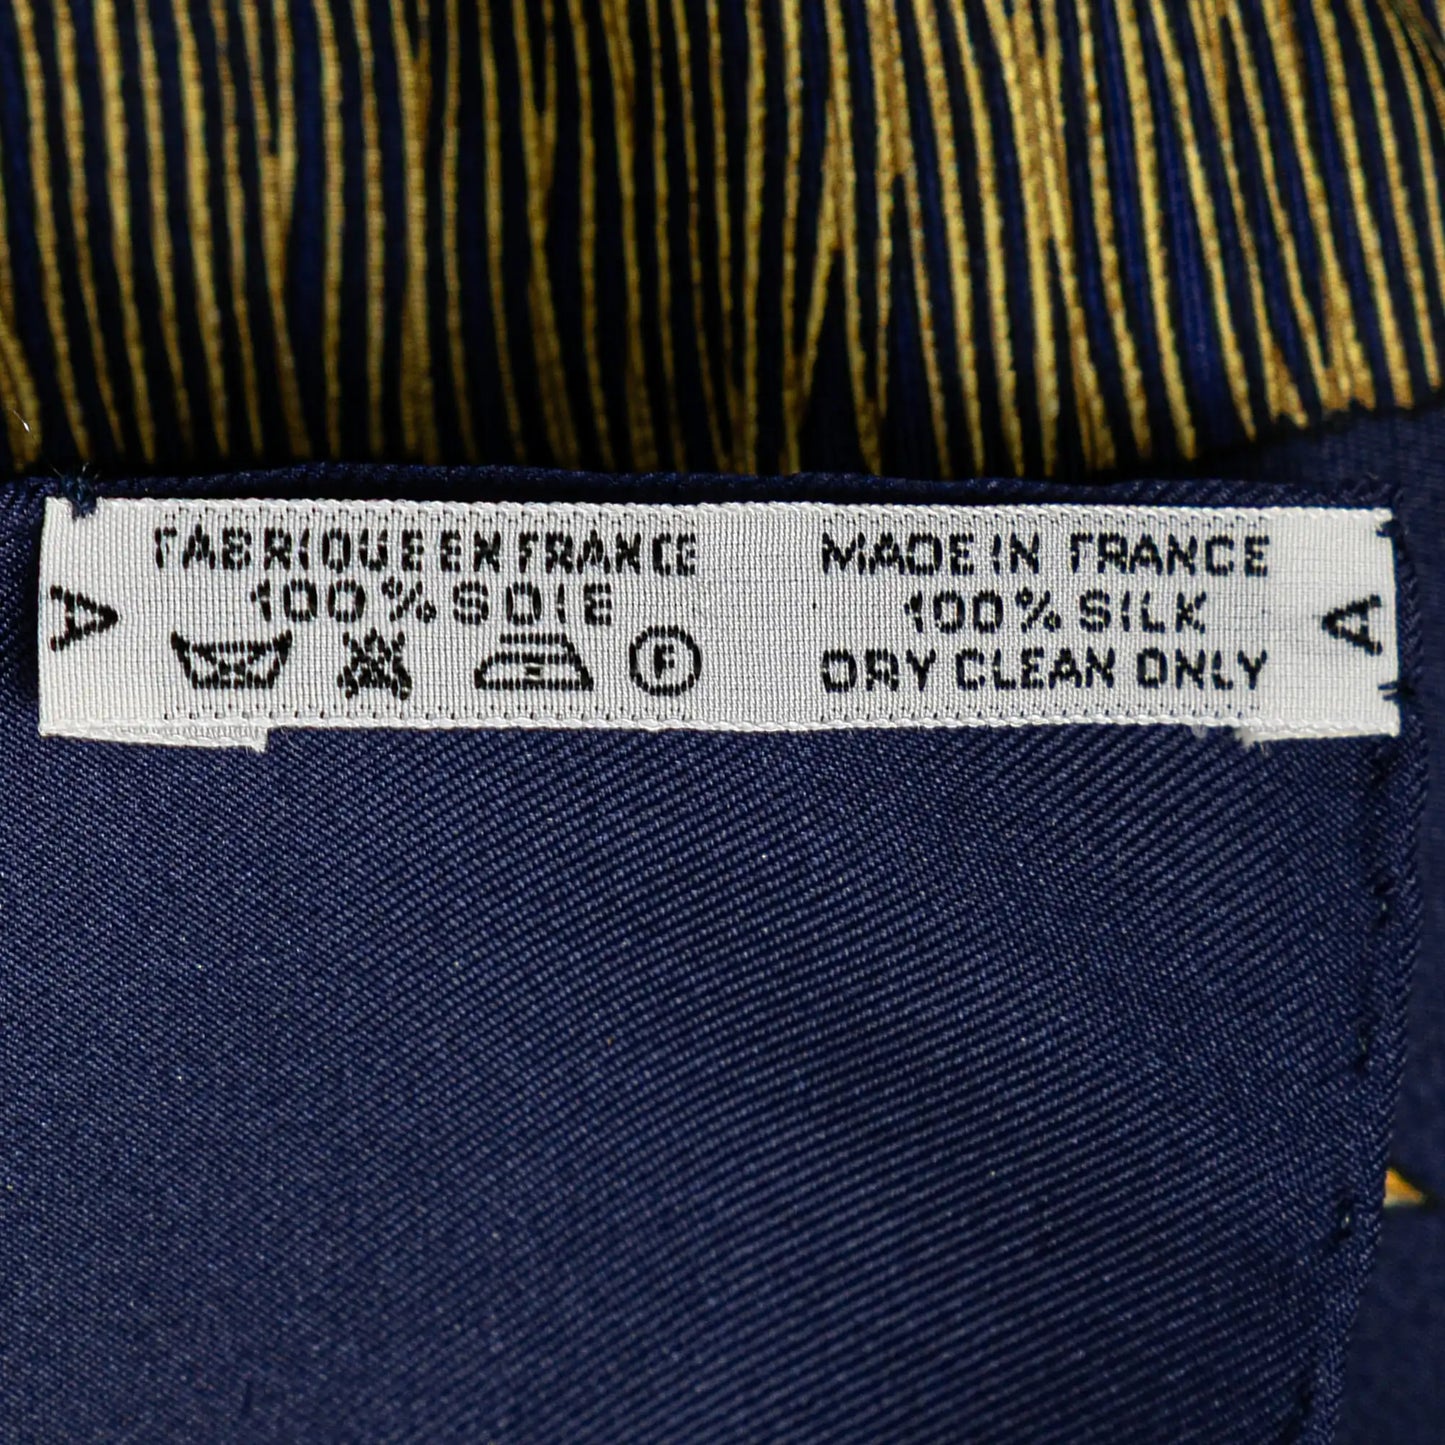 FABRIQUE EN FRANCE
100% SOIE
F
MADE IN FRANCE
100% SILK
DRY CLEAN ONLY
A
A